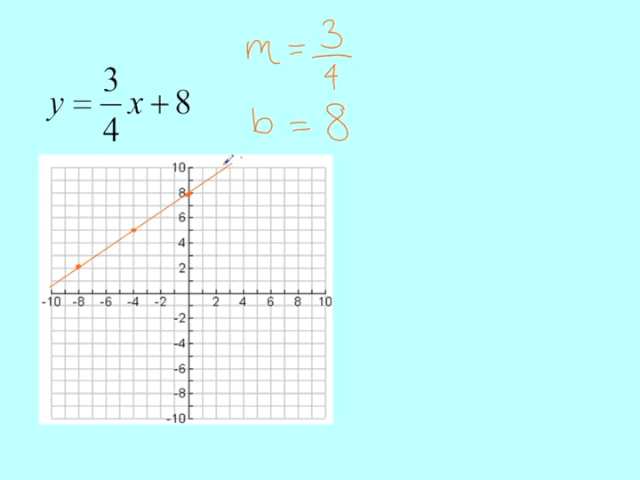 m = 3/4
y = 3/4 x + 8
b = 8
10
8
6
4
2
-10 -8 -6 -4 -2 2 4 6 8 10
-2
-4
-6
-8
-10